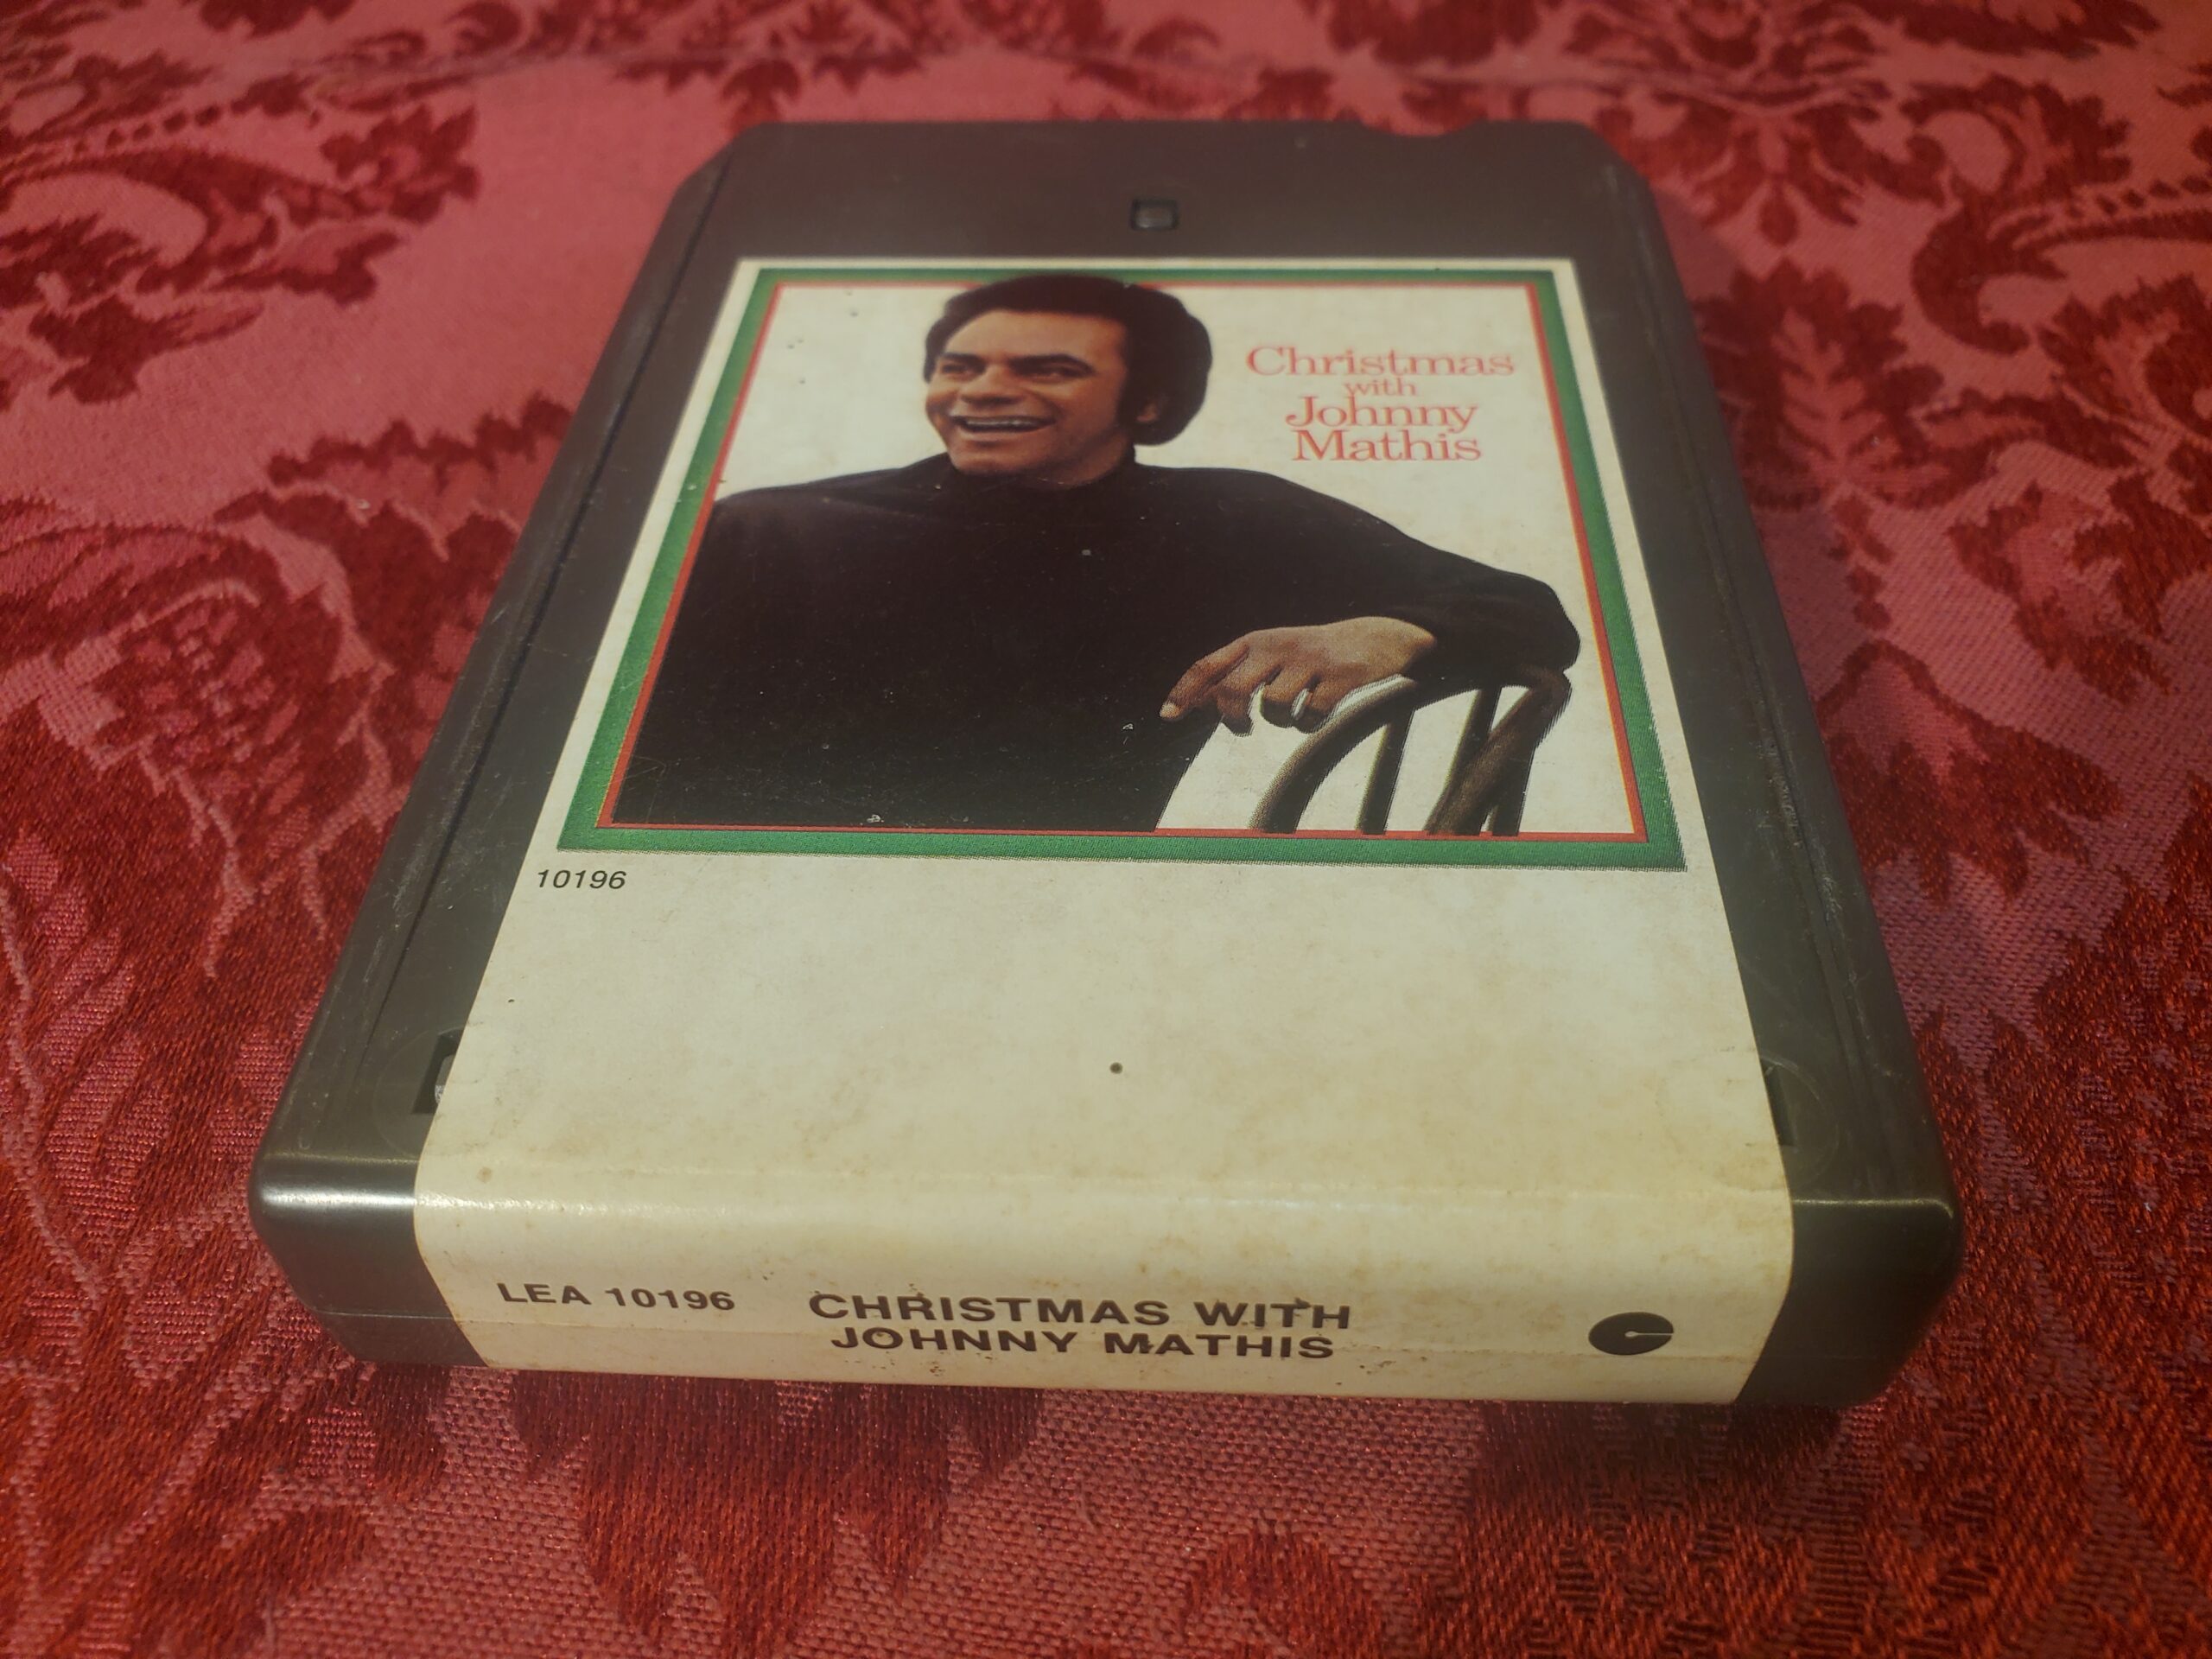 Christmas
with
Johnny
Mathis
10196
LEA 10196 CHRISTMAS WITH
JOHNNY MATHIS